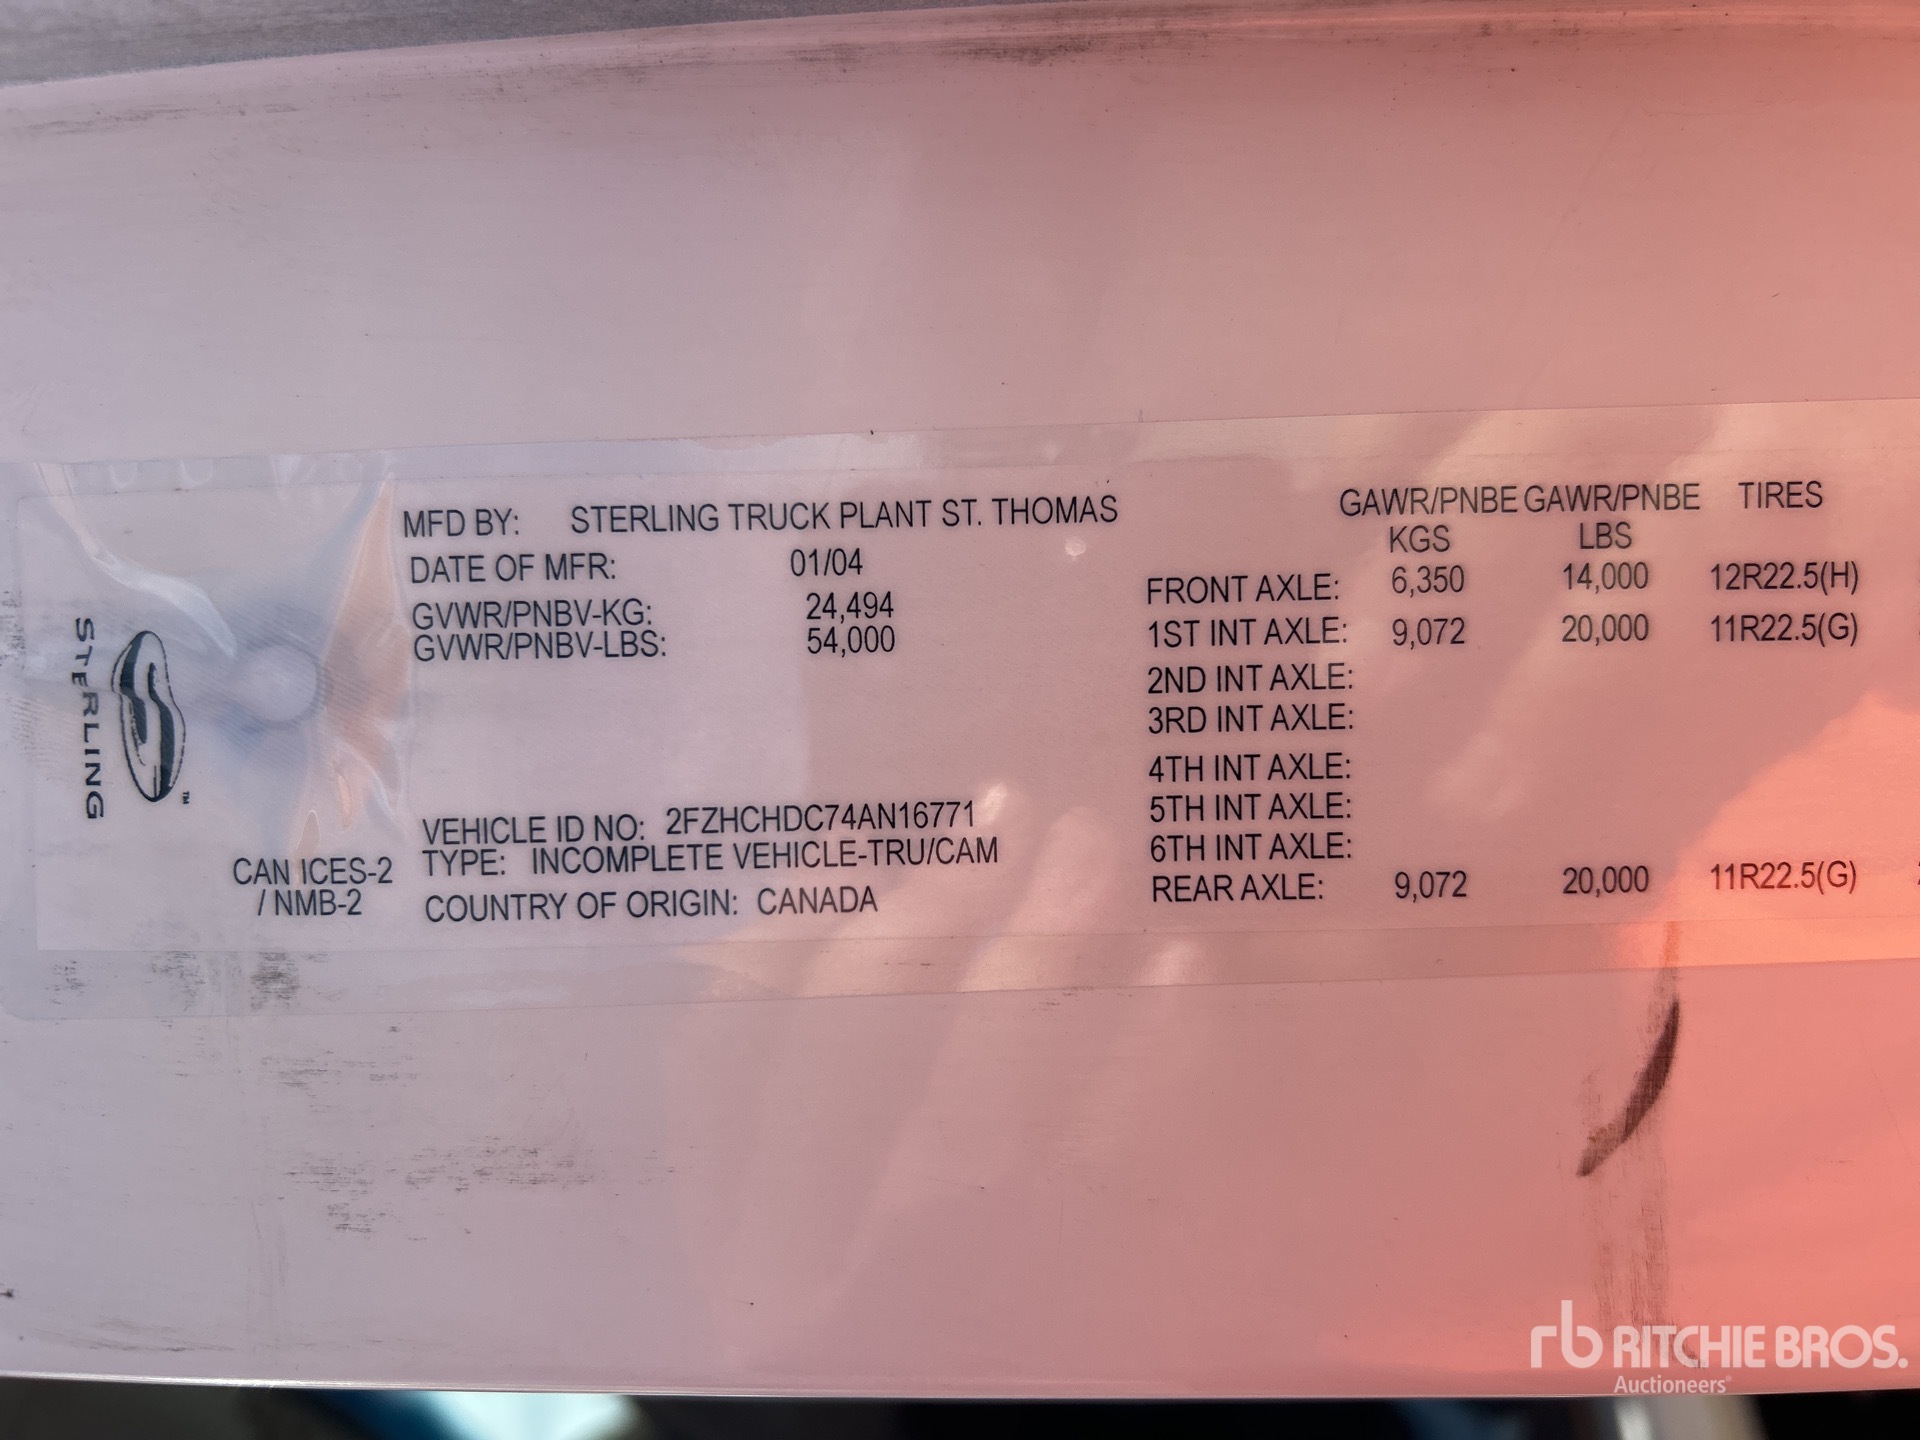 STERLING
TM
CAN ICES-2
/ NMB-2
MFD BY: STERLING TRUCK PLANT ST. THOMAS
DATE OF MFR: 01/04
GVWR/PNBV-KG: 24,494
GVWR/PNBV-LBS: 54,000
VEHICLE ID NO: 2FZHCHDC74AN16771
TYPE: INCOMPLETE VEHICLE-TRU/CAM
COUNTRY OF ORIGIN: CANADA
GAWR/PNBE GAWR/PNBE TIRES
KGS LBS
FRONT AXLE: 6,350 14,000 12R22.5(H)
1ST INT AXLE: 9,072 20,000 11R22.5(G)
2ND INT AXLE:
3RD INT AXLE:
4TH INT AXLE:
5TH INT AXLE:
6TH INT AXLE:
REAR AXLE: 9,072 20,000 11R22.5(G)
rb RITCHIE BROS.
Auctioneers